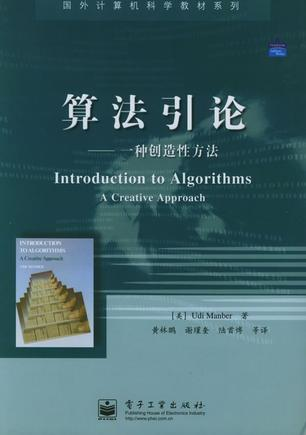 国外计算机科学教材系列
算法引论
——一种创造性方法
Introduction to Algorithms
A Creative Approach
INTRODUCTION
TO ALGORITHMS
A Creative Approach
UDI MANBER
[美] Udi Manber 著
黄林鹏 谢瑾奎 陆首博 等译
电子工业出版社
Publishing House of Electronics Industry
http://www.phei.com.cn